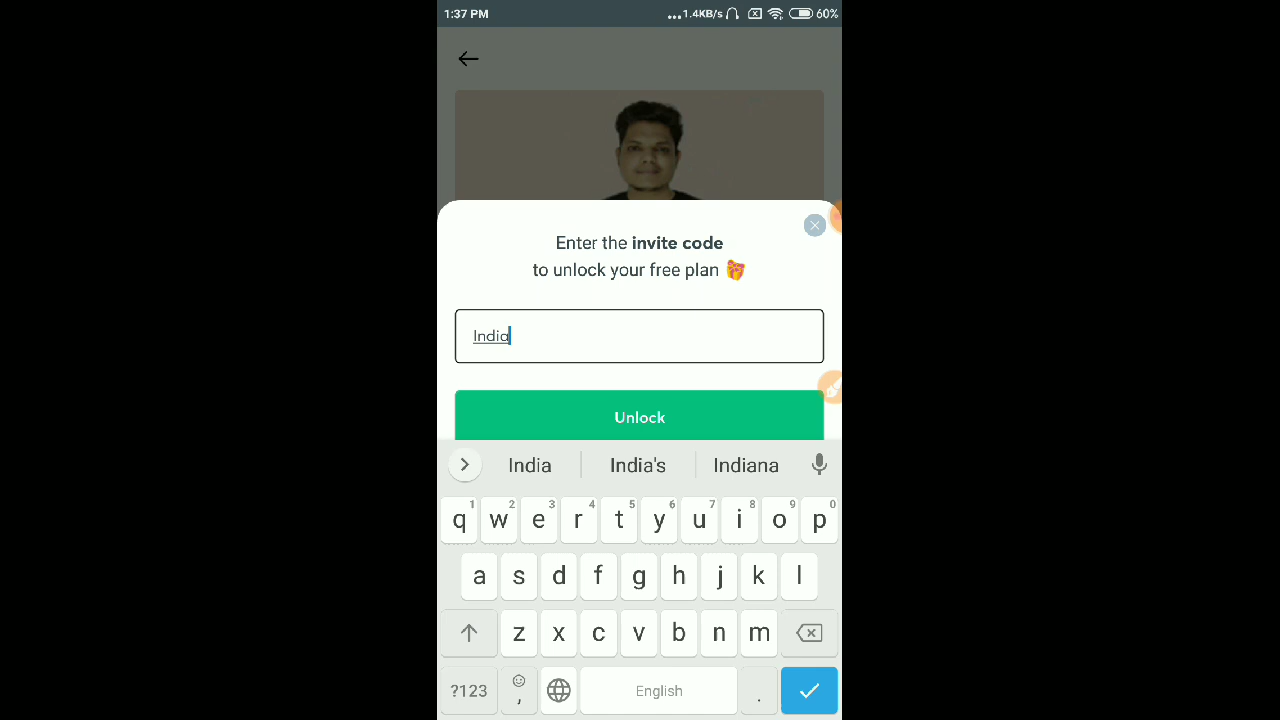 1:37 PM ...1.4KB/s 60%
Enter the invite code
to unlock your free plan
India
Unlock
India India's Indiana
1 2 3 4 5 6 7 8 9 0
q w e r t y u i o p
a s d f g h j k l
z x c v b n m
?123 , English .